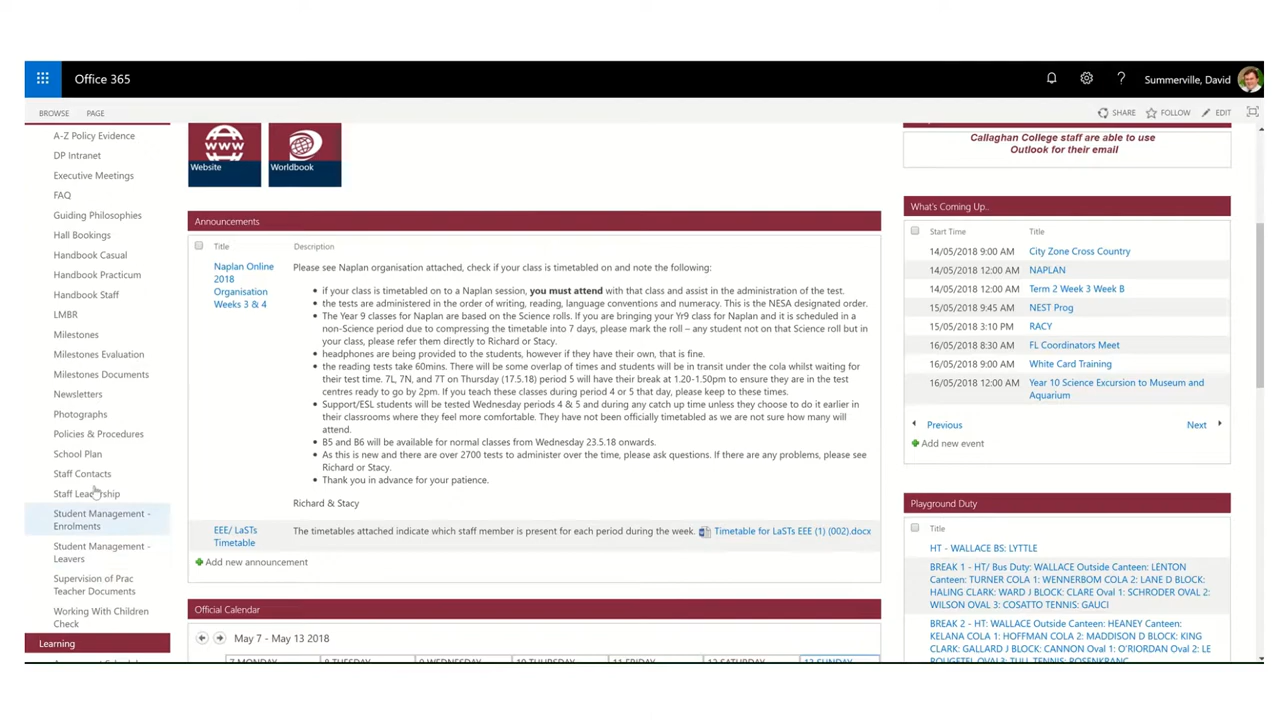 Office 365
Summerville, David
BROWSE
PAGE
SHARE
FOLLOW
EDIT
A-Z Policy Evidence
DP Intranet
Executive Meetings
FAQ
Guiding Philosophies
Hall Bookings
Handbook Casual
Handbook Practicum
Handbook Staff
LMBR
Milestones
Milestones Evaluation
Milestones Documents
Newsletters
Photographs
Policies & Procedures
School Plan
Staff Contacts
Staff Leadership
Student Management -
Enrolments
Student Management -
Leavers
Supervision of Prac
Teacher Documents
Working With Children
Check
Learning
WWW
Website
Worldbook
Announcements
Title
Description
Naplan Online
2018
Organisation
Weeks 3 & 4
Please see Naplan organisation attached, check if your class is timetabled on and note the following:
if your class is timetabled on to a Naplan session, you must attend with that class and assist in the administration of the test.
the tests are administered in the order of writing, reading, language conventions and numeracy. This is the NESA designated order.
The Year 9 classes for Naplan are based on the Science rolls. If you are bringing your Yr9 class for Naplan and it is scheduled in a
non-Science period due to compressing the timetable into 7 days, please mark the roll – any student not on that Science roll but in
your class, please refer them directly to Richard or Stacy.
headphones are being provided to the students, however if they have their own, that is fine.
the reading tests take 60mins. There will be some overlap of times and students will be in transit under the cola whilst waiting for
their test time. 7L, 7N, and 7T on Thursday (17.5.18) period 5 will have their break at 1.20-1.50pm to ensure they are in the test
centres ready to go by 2pm. If you teach these classes during period 4 or 5 that day, please keep to these times.
Support/ESL students will be tested Wednesday periods 4 & 5 and during any catch up time unless they choose to do it earlier in
their classrooms where they feel more comfortable. They have not been officially timetabled as we are not sure how many will
attend.
B5 and B6 will be available for normal classes from Wednesday 23.5.18 onwards.
As this is new and there are over 2700 tests to administer over the time, please ask questions. If there are any problems, please see
Richard or Stacy.
Thank you in advance for your patience.
Richard & Stacy
EEE/ LaSTs
Timetable
The timetables attached indicate which staff member is present for each period during the week.
Timetable for LaSTs EEE (1) (002).docx
Add new announcement
Official Calendar
May 7 - May 13 2018
7 MONDAY
8 TUESDAY
9 WEDNESDAY
10 THURSDAY
11 FRIDAY
12 SATURDAY
13 SUNDAY
Callaghan College staff are able to use
Outlook for their email
What's Coming Up..
Start Time
Title
14/05/2018 9:00 AM City Zone Cross Country
14/05/2018 12:00 AM NAPLAN
14/05/2018 12:00 AM Term 2 Week 3 Week B
15/05/2018 9:45 AM NEST Prog
15/05/2018 3:10 PM RACY
16/05/2018 8:30 AM FL Coordinators Meet
16/05/2018 9:00 AM White Card Training
16/05/2018 12:00 AM Year 10 Science Excursion to Museum and
Aquarium
Previous
Next
Add new event
Playground Duty
Title
HT - WALLACE BS: LYTTLE
BREAK 1 - HT/ Bus Duty: WALLACE Outside Canteen: LENTON
Canteen: TURNER COLA 1: WENNERBOM COLA 2: LANE D BLOCK:
HALING CLARK: WARD J BLOCK: CLARE Oval 1: SCHRODER OVAL 2:
WILSON OVAL 3: COSATTO TENNIS: GAUCI
BREAK 2 - HT: WALLACE Outside Canteen: HEANEY Canteen:
KELANA COLA 1: HOFFMAN COLA 2: MADDISON D BLOCK: KING
CLARK: GALLARD J BLOCK: CANNON Oval 1: O'RIORDAN Oval 2: LE
ROUGETEL OVAL3: TULL TENNIS: ROSENKRANC